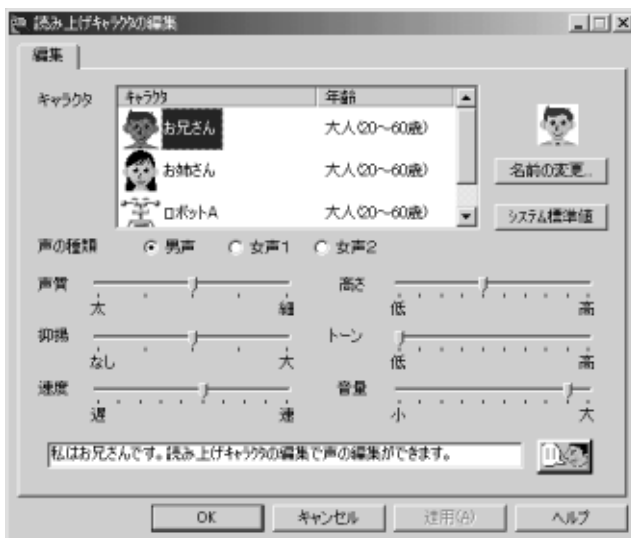 読み上げキャラクタの編集
編集
キャラクタ
キャラクタ 年齢
お兄さん 大人(20~60歳)
お姉さん 大人(20~60歳)
ロボットA 大人(20~60歳)
名前の変更...
システム標準値
声の種類 男声 女声1 女声2
声質 太 細
高さ 低 高
抑揚 なし 大
トーン 低 高
速度 遅 速
音量 小 大
私はお兄さんです。読み上げキャラクタの編集で声の編集ができます。
OK キャンセル 適用(A) ヘルプ